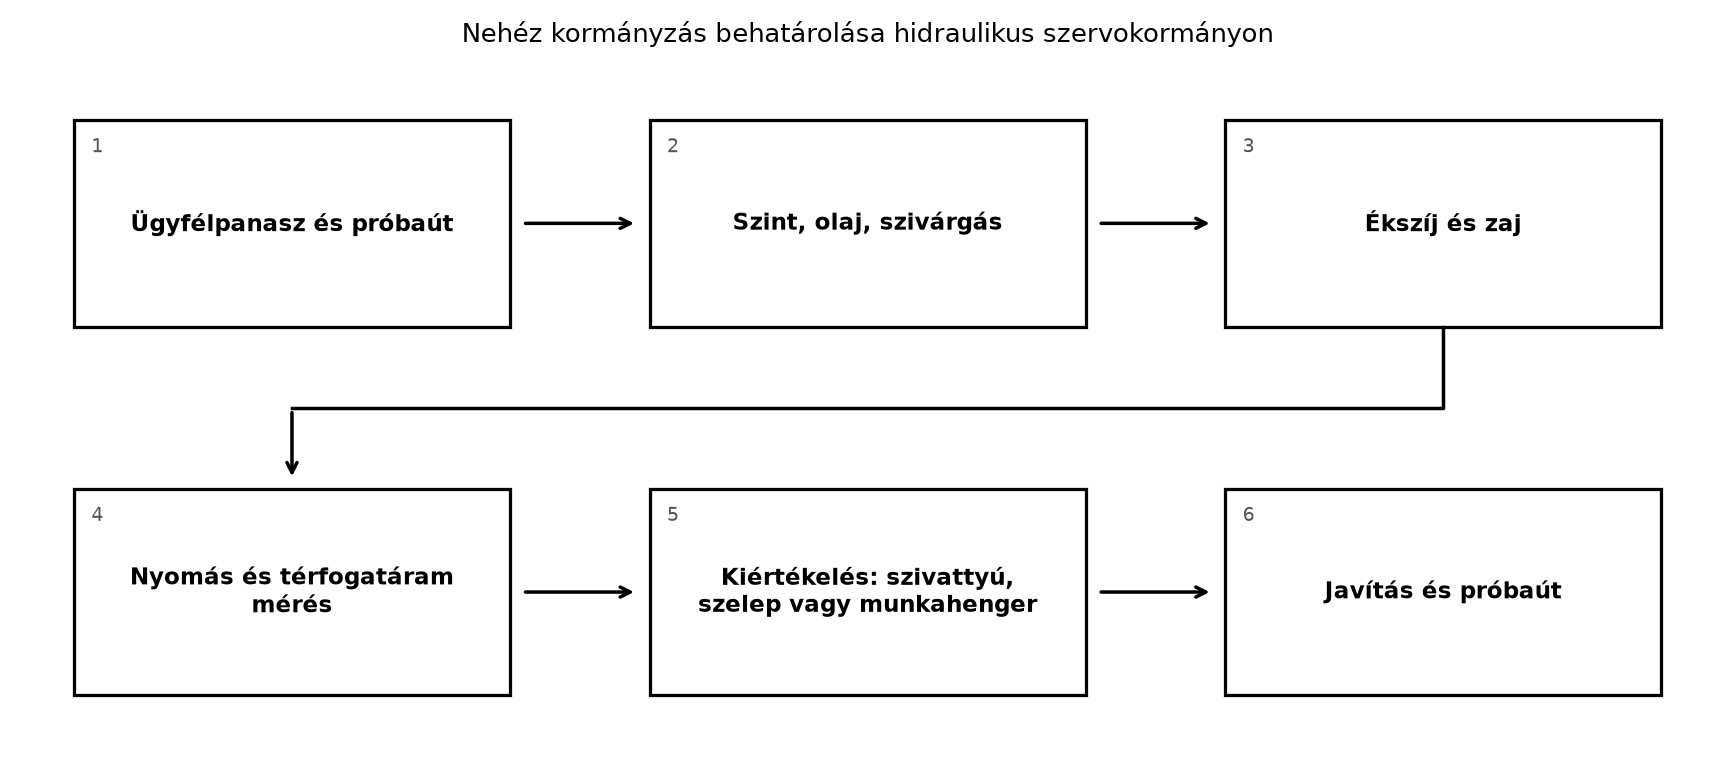 Nehéz kormányzás behatárolása hidraulikus szervokormányon
1
Ügyfélpanasz és próbaút
2
Szint, olaj, szivárgás
3
Ékszíj és zaj
4
Nyomás és térfogatáram
mérés
5
Kiértékelés: szivattyú,
szelep vagy munkahenger
6
Javítás és próbaút